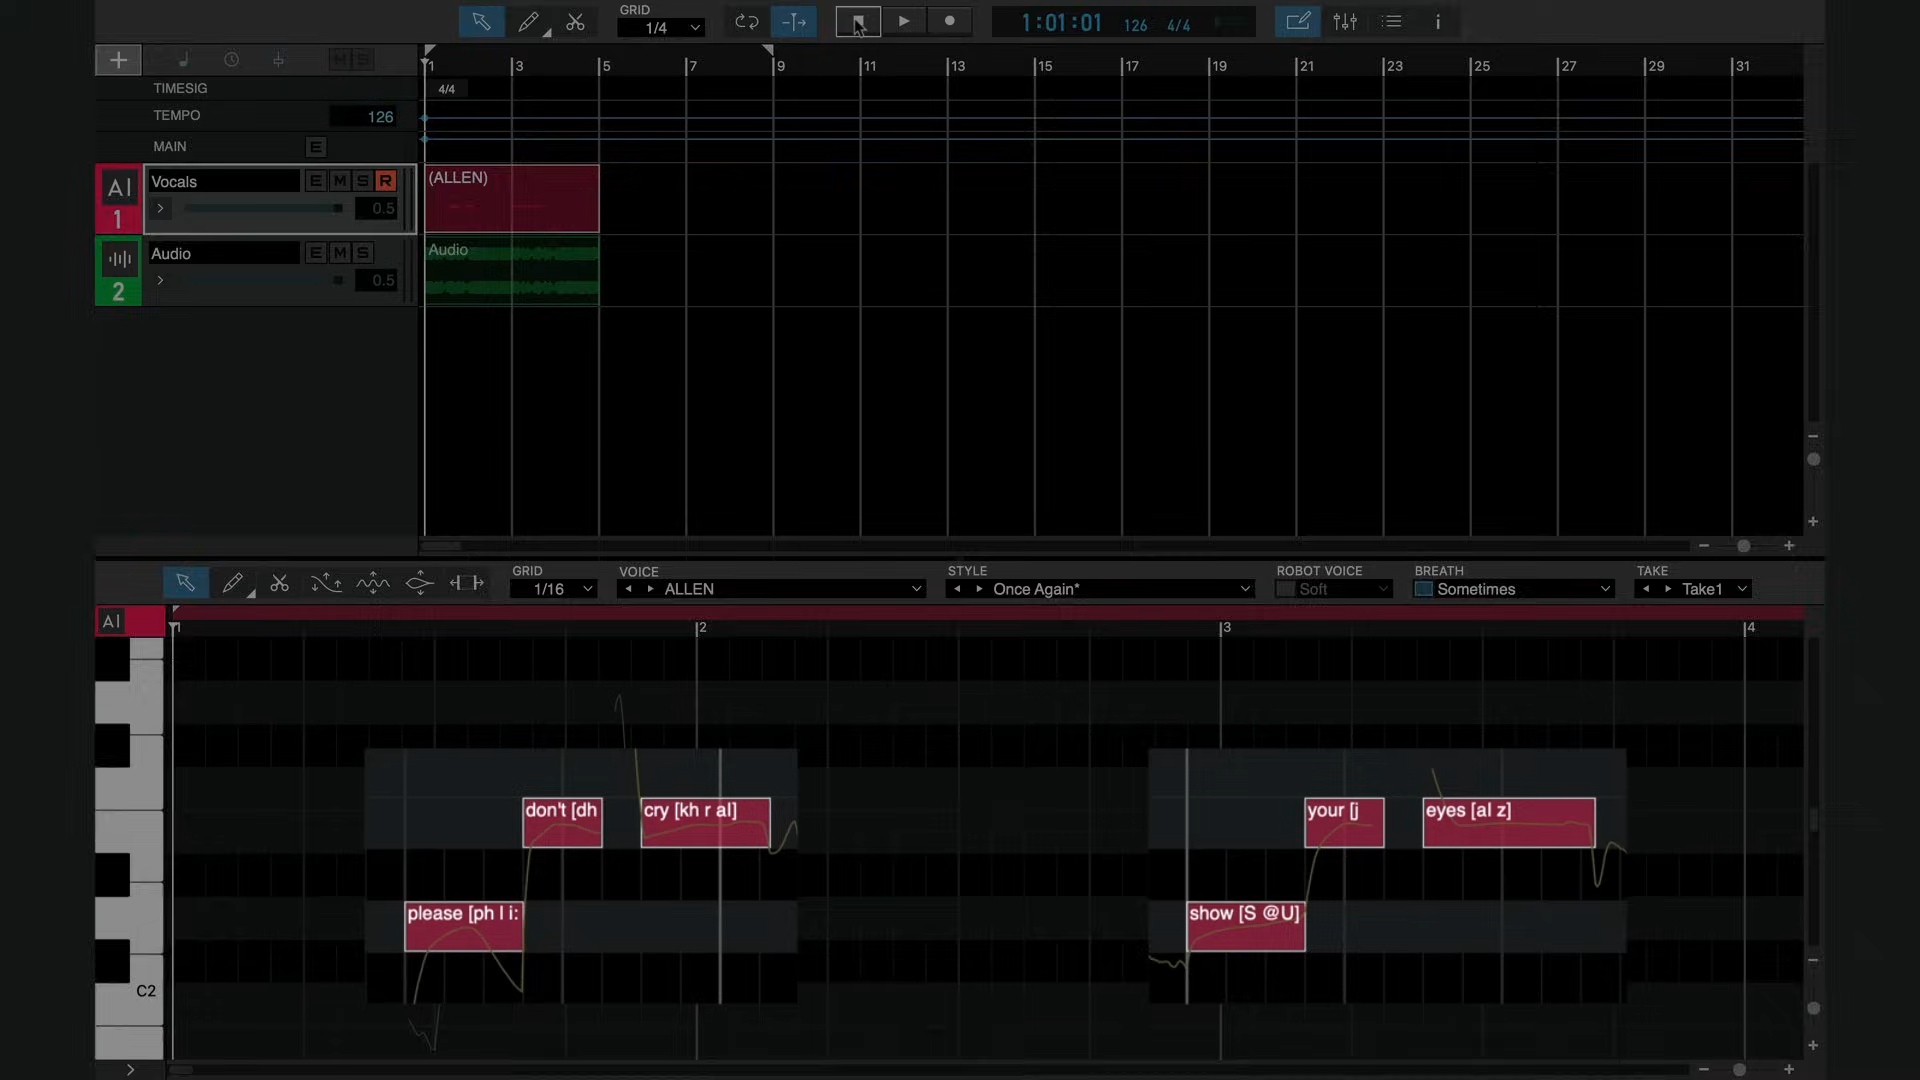 GRID
1/4
1:01:01 126 4/4
M S
1 3 5 7 9 11 13 15 17 19 21 23 25 27 29 31
TIMESIG
4/4
TEMPO 126
MAIN E
AI
1
Vocals E M S R
0.5
(ALLEN)
2
Audio E M S
0.5
Audio
GRID
1/16
VOICE
ALLEN
STYLE
Once Again*
ROBOT VOICE
Soft
BREATH
Sometimes
TAKE
Take1
AI
1 2 3 4
don't [dh
cry [kh r aI]
your [j
eyes [aI z]
please [ph l i:
show [S @U]
C2